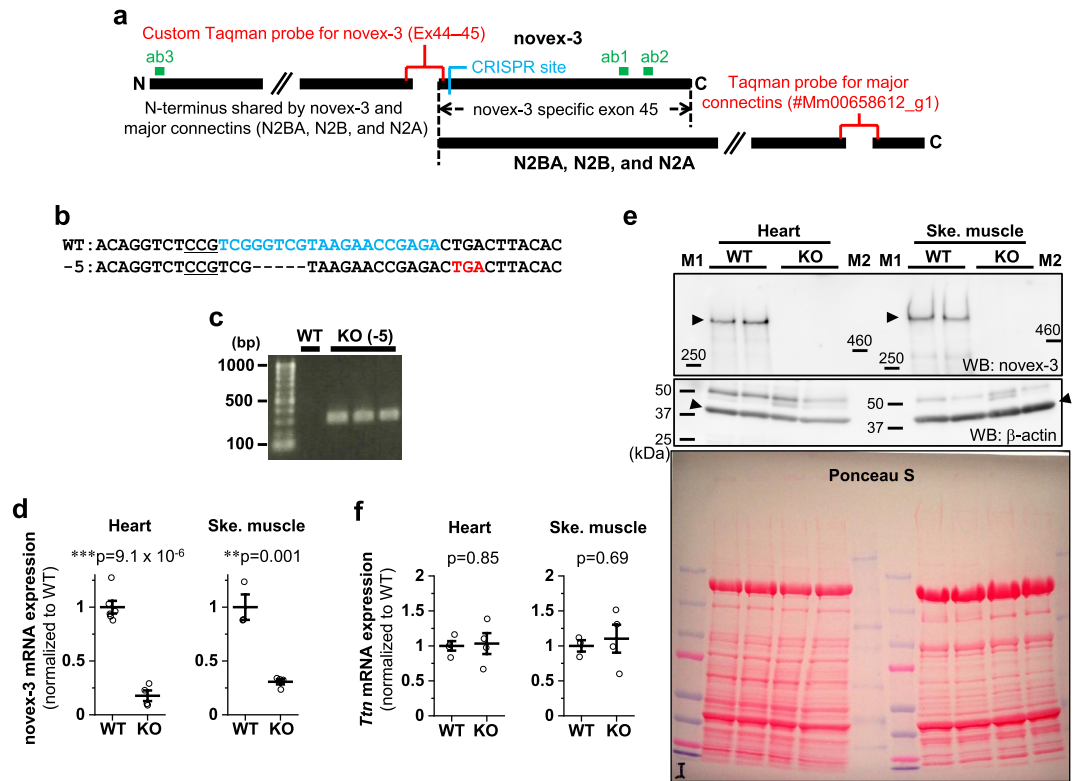 a
Custom Taqman probe for novex-3 (Ex44–45)
novex-3
ab3
CRISPR site
ab1
ab2
N
C
Taqman probe for major
connectins (#Mm00658612_g1)
N-terminus shared by novex-3 and
major connectins (N2BA, N2B, and N2A)
novex-3 specific exon 45
C
N2BA, N2B, and N2A
b
WT:ACAGGTCTCCGTCGGGTCGTAAGAACCGAGACTGACTTACAC
-5:ACAGGTCTCCGTCG-----TAAGAACCGAGACTGACTTACAC
c
(bp)
WT
KO (-5)
1000
500
100
d
Heart
Ske. muscle
***p=9.1 x 10-6
**p=0.001
novex-3 mRNA expression
(normalized to WT)
1
0.5
0
1
0.5
0
WT
KO
WT
KO
f
Heart
Ske. muscle
p=0.85
p=0.69
Ttn mRNA expression
(normalized to WT)
2
1.5
1
0.5
0
2
1.5
1
0.5
0
WT
KO
WT
KO
e
Heart
Ske. muscle
M1
WT
KO
M2
M1
WT
KO
M2
250
460
250
460
WB: novex-3
50
37
25
50
37
WB: β-actin
(kDa)
Ponceau S